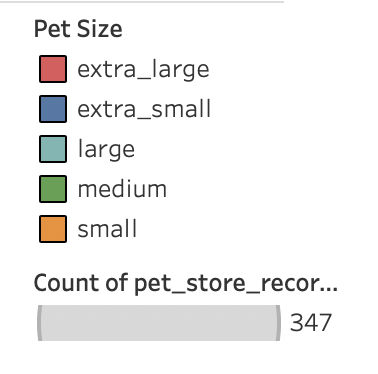 Pet Size
extra_large
extra_small
large
medium
small
Count of pet_store_recor...
347